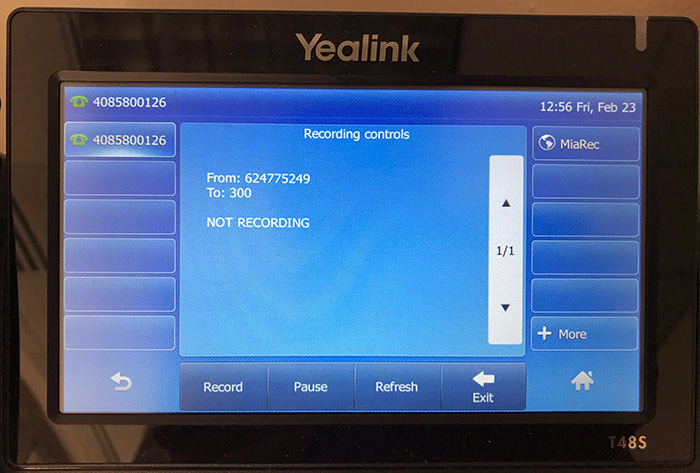 Yealink
4085800126
12:56 Fri, Feb 23
4085800126
Recording controls
MiaRec
From: 624775249
To: 300
NOT RECORDING
1/1
+ More
Record
Pause
Refresh
Exit
T48S